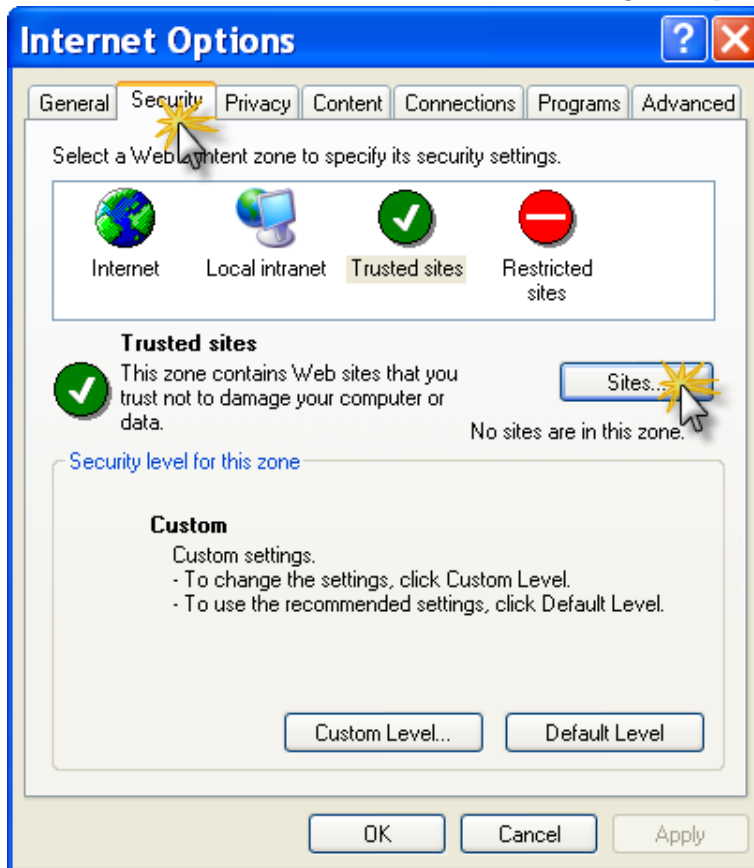 Internet Options
General Security Privacy Content Connections Programs Advanced
Select a Web content zone to specify its security settings.
Internet Local intranet Trusted sites Restricted
sites
Trusted sites
This zone contains Web sites that you
trust not to damage your computer or
data.
Sites...
No sites are in this zone.
Security level for this zone
Custom
Custom settings.
- To change the settings, click Custom Level.
- To use the recommended settings, click Default Level.
Custom Level... Default Level
OK Cancel Apply